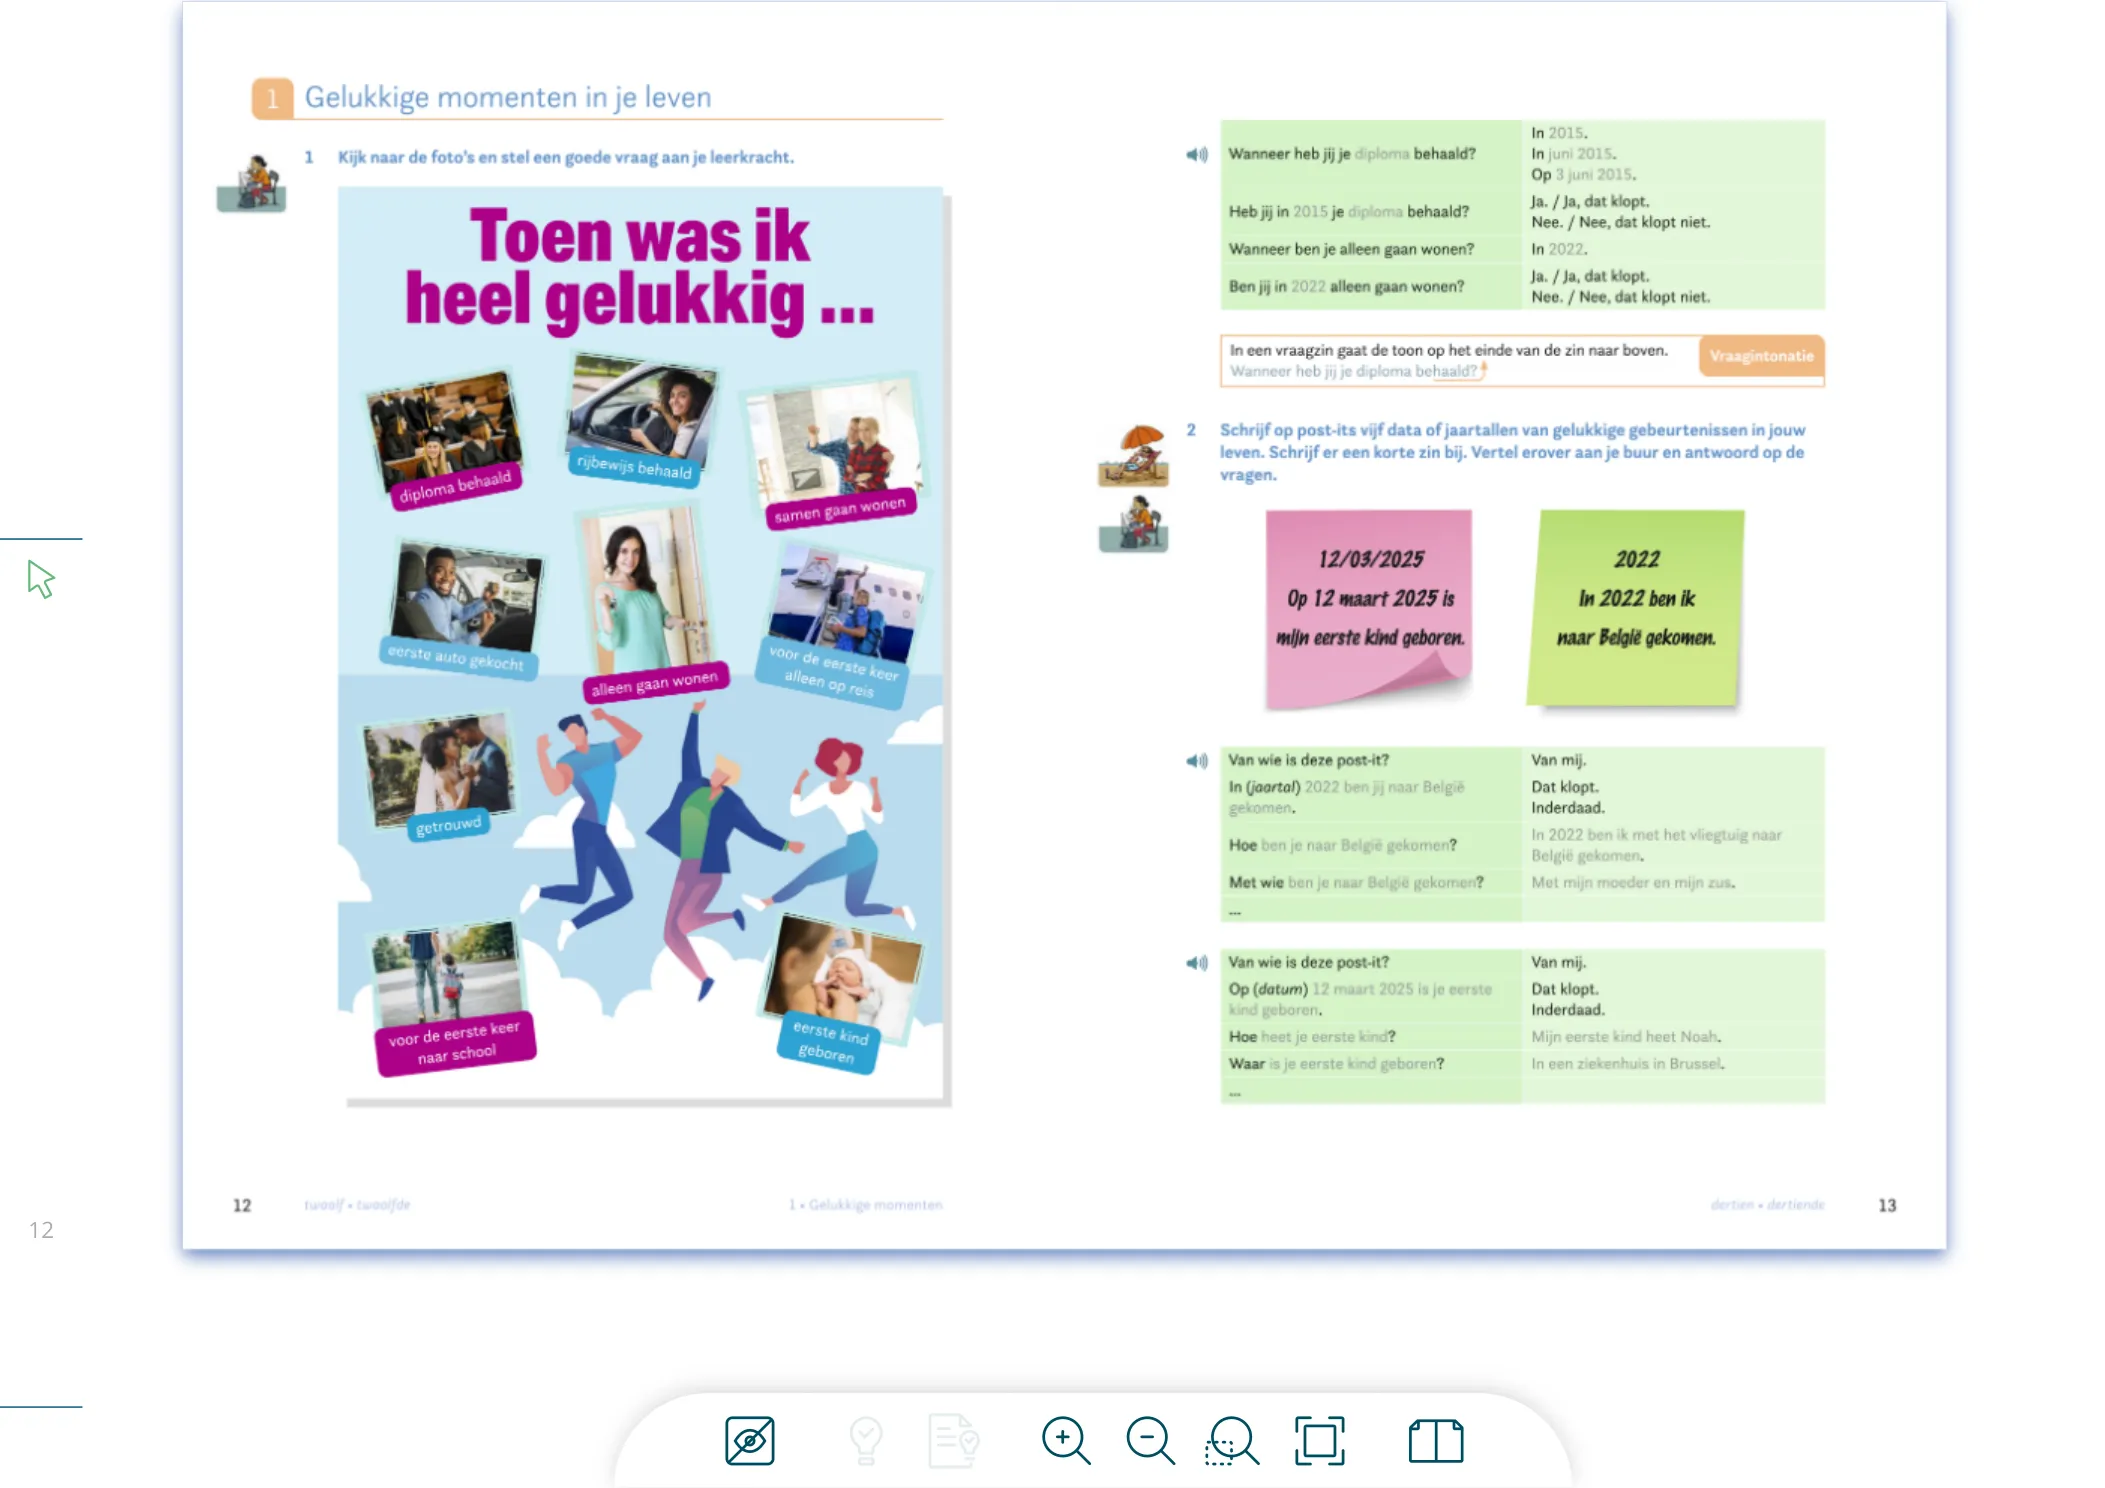 1 Gelukkige momenten in je leven
1 Kijk naar de foto's en stel een goede vraag aan je leerkracht.
Toen was ik
heel gelukkig ...
diploma behaald
rijbewijs behaald
samen gaan wonen
eerste auto gekocht
alleen gaan wonen
voor de eerste keer
alleen op reis
getrouwd
voor de eerste keer
naar school
eerste kind
geboren
12 twaalf • twaalfde 1 • Gelukkige momenten
Wanneer heb jij je diploma behaald?
In 2015.
In juni 2015.
Op 3 juni 2015.
Heb jij in 2015 je diploma behaald?
Ja. / Ja, dat klopt.
Nee. / Nee, dat klopt niet.
Wanneer ben je alleen gaan wonen?
In 2022.
Ben jij in 2022 alleen gaan wonen?
Ja. / Ja, dat klopt.
Nee. / Nee, dat klopt niet.
In een vraagzin gaat de toon op het einde van de zin naar boven.
Wanneer heb jij je diploma behaald?
Vraagintonatie
2 Schrijf op post-its vijf data of jaartallen van gelukkige gebeurtenissen in jouw
leven. Schrijf er een korte zin bij. Vertel erover aan je buur en antwoord op de
vragen.
12/03/2025
Op 12 maart 2025 is
mijn eerste kind geboren.
2022
In 2022 ben ik
naar België gekomen.
Van wie is deze post-it?
Van mij.
In (jaartal) 2022 ben jij naar België
gekomen.
Dat klopt.
Inderdaad.
Hoe ben je naar België gekomen?
In 2022 ben ik met het vliegtuig naar
België gekomen.
Met wie ben je naar België gekomen?
Met mijn moeder en mijn zus.
...
Van wie is deze post-it?
Van mij.
Op (datum) 12 maart 2025 is je eerste
kind geboren.
Dat klopt.
Inderdaad.
Hoe heet je eerste kind?
Mijn eerste kind heet Noah.
Waar is je eerste kind geboren?
In een ziekenhuis in Brussel.
...
dertien • dertiende 13
12